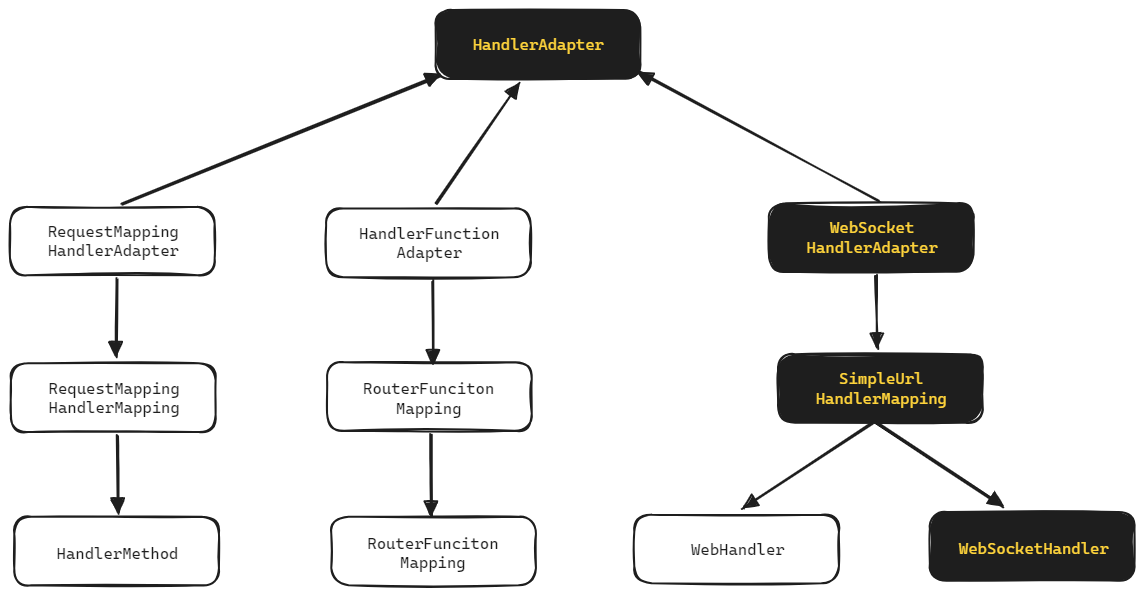 HandlerAdapter
RequestMapping
HandlerAdapter
HandlerFunction
Adapter
WebSocket
HandlerAdapter
RequestMapping
HandlerMapping
RouterFunciton
Mapping
SimpleUrl
HandlerMapping
HandlerMethod
RouterFunciton
Mapping
WebHandler
WebSocketHandler